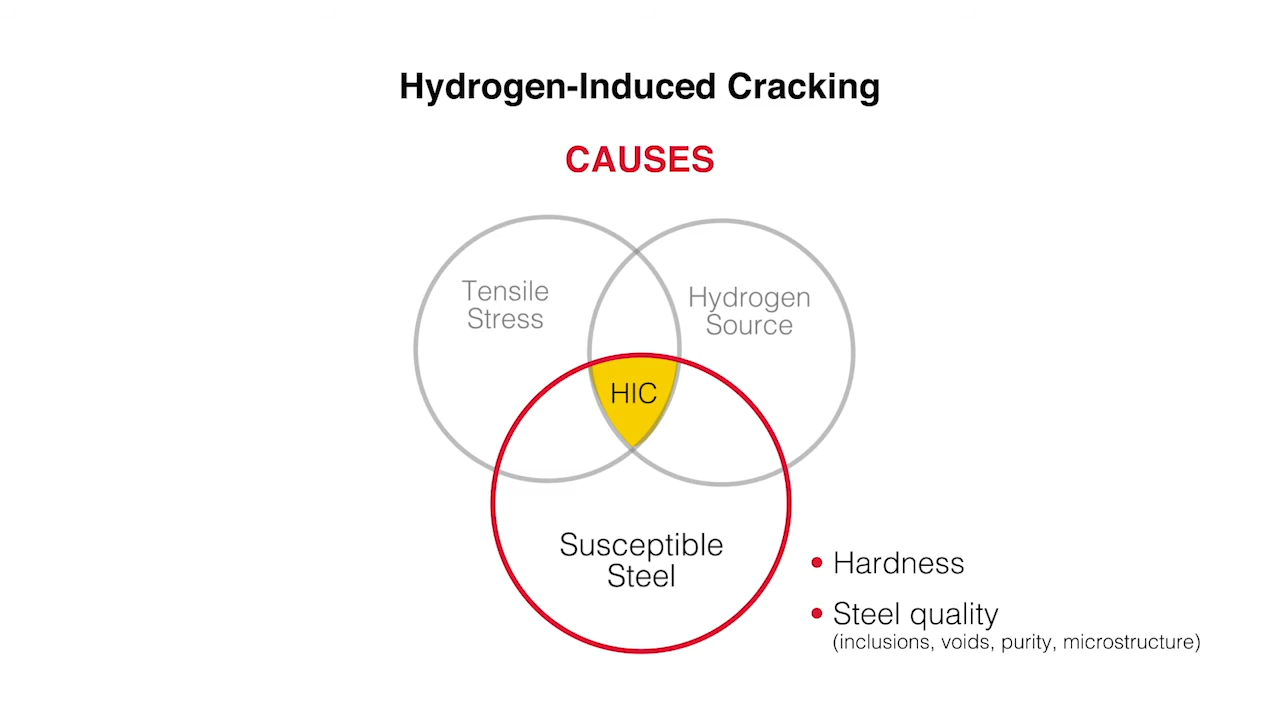 Hydrogen-Induced Cracking
CAUSES
Tensile
Stress
Hydrogen
Source
HIC
Susceptible
Steel
• Hardness
• Steel quality
(inclusions, voids, purity, microstructure)